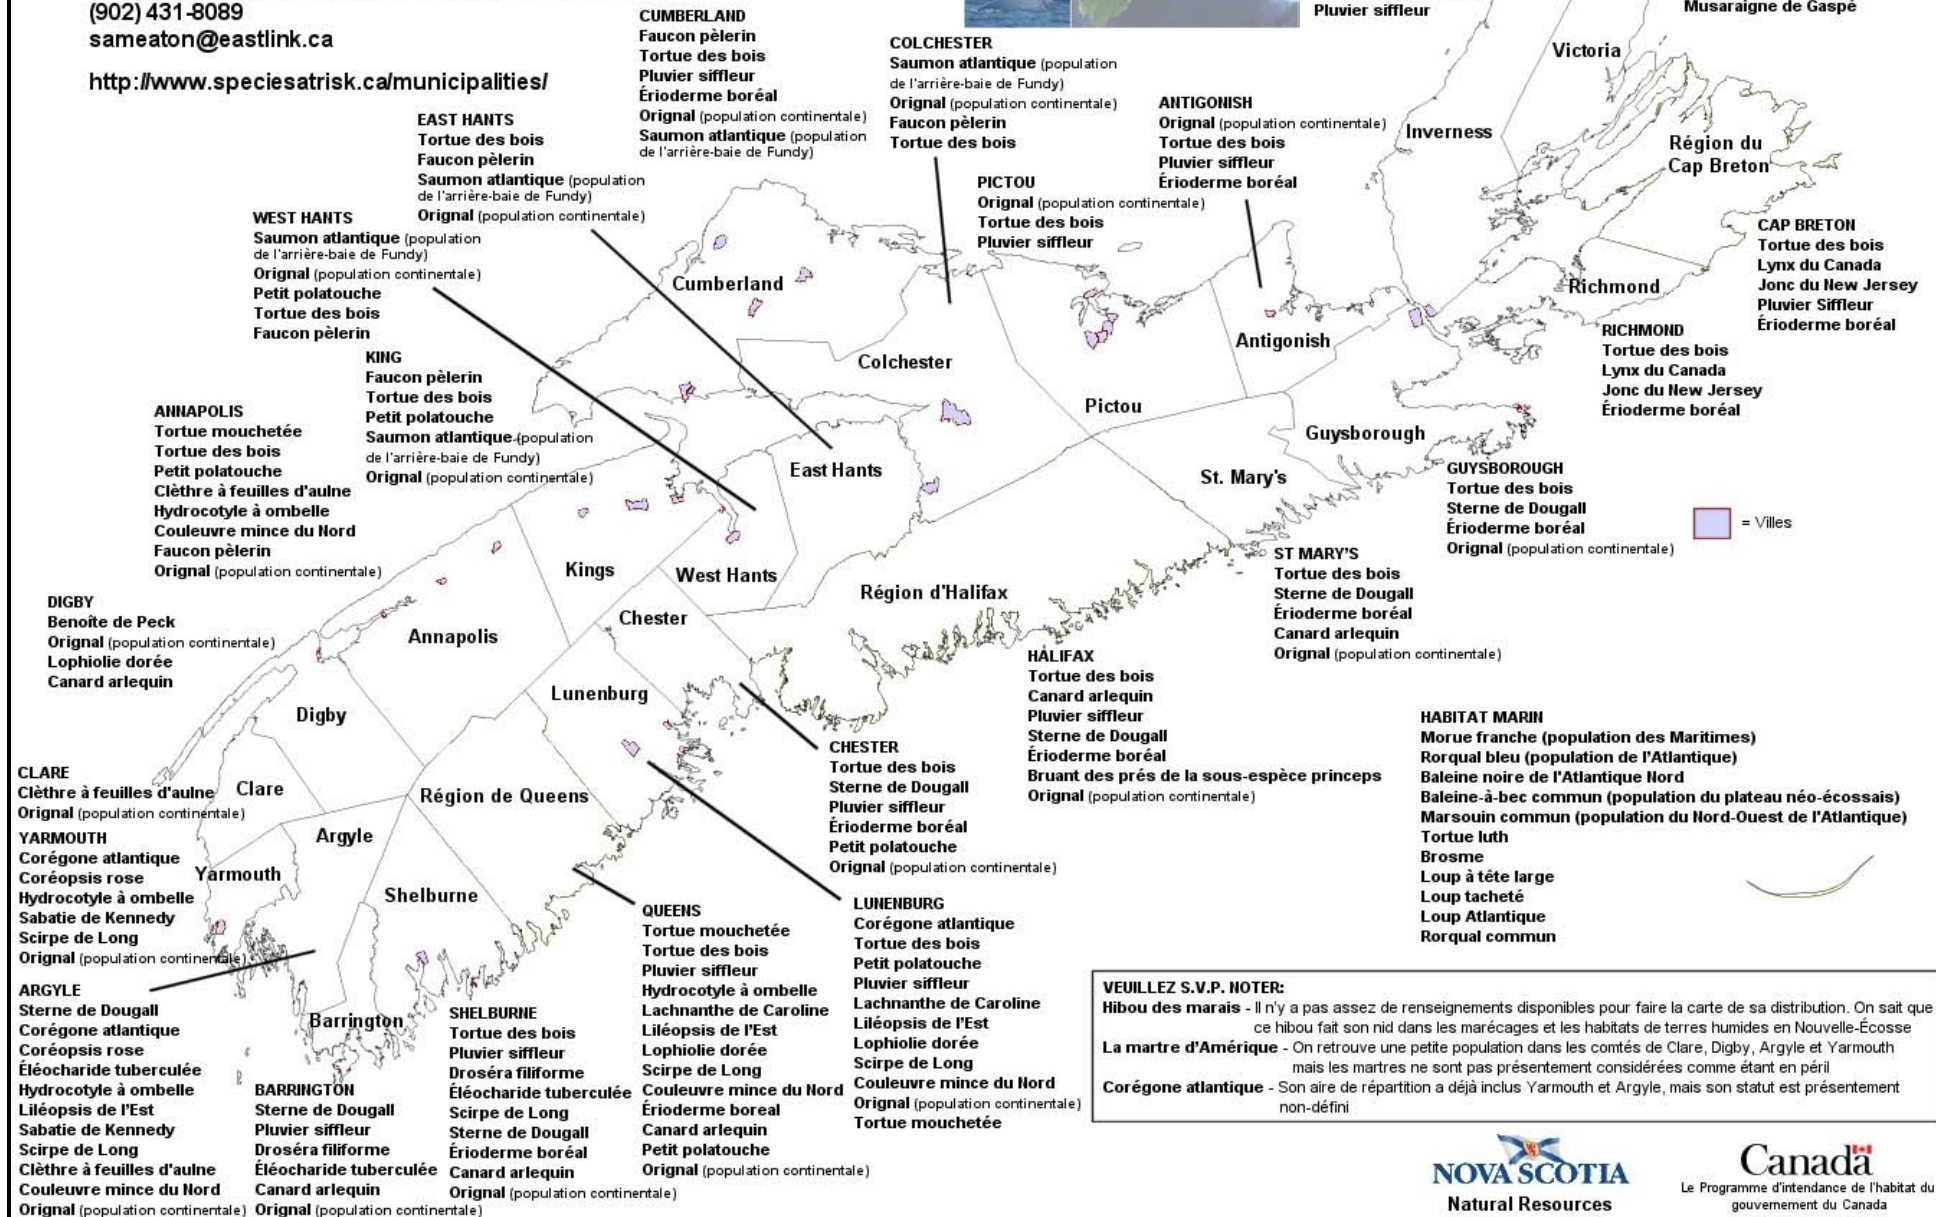 (902) 431-8089
sameaton@eastlink.ca
http://www.speciesatrisk.ca/municipalities/
CUMBERLAND
Faucon pèlerin
Tortue des bois
Pluvier siffleur
Érioderme boréal
Orignal (population continentale)
Saumon atlantique (population
de l'arrière-baie de Fundy)
COLCHESTER
Saumon atlantique (population
de l'arrière-baie de Fundy)
Orignal (population continentale)
Faucon pèlerin
Tortue des bois
Pluvier siffleur
Musaraigne de Gaspé
EAST HANTS
Tortue des bois
Faucon pèlerin
Saumon atlantique (population
de l'arrière-baie de Fundy)
Orignal (population continentale)
ANTIGONISH
Orignal (population continentale)
Tortue des bois
Pluvier siffleur
Érioderme boréal
PICTOU
Orignal (population continentale)
Tortue des bois
Pluvier siffleur
WEST HANTS
Saumon atlantique (population
de l'arrière-baie de Fundy)
Orignal (population continentale)
Petit polatouche
Tortue des bois
Faucon pèlerin
KING
Faucon pèlerin
Tortue des bois
Petit polatouche
Saumon atlantique (population
de l'arrière-baie de Fundy)
Orignal (population continentale)
ANNAPOLIS
Tortue mouchetée
Tortue des bois
Petit polatouche
Clèthre à feuilles d'aulne
Hydrocotyle à ombelle
Couleuvre mince du Nord
Faucon pèlerin
Orignal (population continentale)
DIGBY
Benoîte de Peck
Orignal (population continentale)
Lophiolie dorée
Canard arlequin
CLARE
Clèthre à feuilles d'aulne
Orignal (population continentale)
YARMOUTH
Corégone atlantique
Coréopsis rose
Hydrocotyle à ombelle
Sabatie de Kennedy
Scirpe de Long
Orignal (population continentale)
ARGYLE
Sterne de Dougall
Corégone atlantique
Coréopsis rose
Éléocharide tuberculée
Hydrocotyle à ombelle
Liléopsis de l'Est
Sabatie de Kennedy
Scirpe de Long
Clèthre à feuilles d'aulne
Couleuvre mince du Nord
Orignal (population continentale)
BARRINGTON
Sterne de Dougall
Pluvier siffleur
Droséra filiforme
Éléocharide tuberculée
Canard arlequin
Orignal (population continentale)
SHELBURNE
Tortue des bois
Pluvier siffleur
Droséra filiforme
Éléocharide tuberculée
Scirpe de Long
Sterne de Dougall
Érioderme boréal
Canard arlequin
Orignal (population continentale)
QUEENS
Tortue mouchetée
Tortue des bois
Pluvier siffleur
Hydrocotyle à ombelle
Lachnanthe de Caroline
Liléopsis de l'Est
Lophiolie dorée
Scirpe de Long
Couleuvre mince du Nord
Érioderme boreal
Canard arlequin
Petit polatouche
Orignal (population continentale)
LUNENBURG
Corégone atlantique
Tortue des bois
Petit polatouche
Pluvier siffleur
Lachnanthe de Caroline
Liléopsis de l'Est
Lophiolie dorée
Scirpe de Long
Couleuvre mince du Nord
Orignal (population continentale)
Tortue mouchetée
CHESTER
Tortue des bois
Sterne de Dougall
Pluvier siffleur
Érioderme boréal
Petit polatouche
Orignal (population continentale)
HALIFAX
Tortue des bois
Canard arlequin
Pluvier siffleur
Sterne de Dougall
Érioderme boréal
Bruant des prés de la sous-espèce princeps
Orignal (population continentale)
ST MARY'S
Tortue des bois
Sterne de Dougall
Érioderme boréal
Canard arlequin
Orignal (population continentale)
GUYSBOROUGH
Tortue des bois
Sterne de Dougall
Érioderme boréal
Orignal (population continentale)
RICHMOND
Tortue des bois
Lynx du Canada
Jonc du New Jersey
Érioderme boréal
CAP BRETON
Tortue des bois
Lynx du Canada
Jonc du New Jersey
Pluvier Siffleur
Érioderme boréal
Victoria
Inverness
Région du
Cap Breton
Richmond
Cumberland
Colchester
Antigonish
Pictou
Guysborough
St. Mary's
East Hants
West Hants
Kings
Chester
Région d'Halifax
Annapolis
Lunenburg
Digby
Clare
Région de Queens
Argyle
Yarmouth
Shelburne
Barrington
= Villes
HABITAT MARIN
Morue franche (population des Maritimes)
Rorqual bleu (population de l'Atlantique)
Baleine noire de l'Atlantique Nord
Baleine-à-bec commun (population du plateau néo-écossais)
Marsouin commun (population du Nord-Ouest de l'Atlantique)
Tortue luth
Brosme
Loup à tête large
Loup tacheté
Loup Atlantique
Rorqual commun
VEUILLEZ S.V.P. NOTER:
Hibou des marais - Il n'y a pas assez de renseignements disponibles pour faire la carte de sa distribution. On sait que
ce hibou fait son nid dans les marécages et les habitats de terres humides en Nouvelle-Écosse
La martre d'Amérique - On retrouve une petite population dans les comtés de Clare, Digby, Argyle et Yarmouth
mais les martres ne sont pas présentement considérées comme étant en péril
Corégone atlantique - Son aire de répartition a déjà inclus Yarmouth et Argyle, mais son statut est présentement
non-défini
NOVA SCOTIA
Natural Resources
Canada
Le Programme d'intendance de l'habitat du
gouvernement du Canada